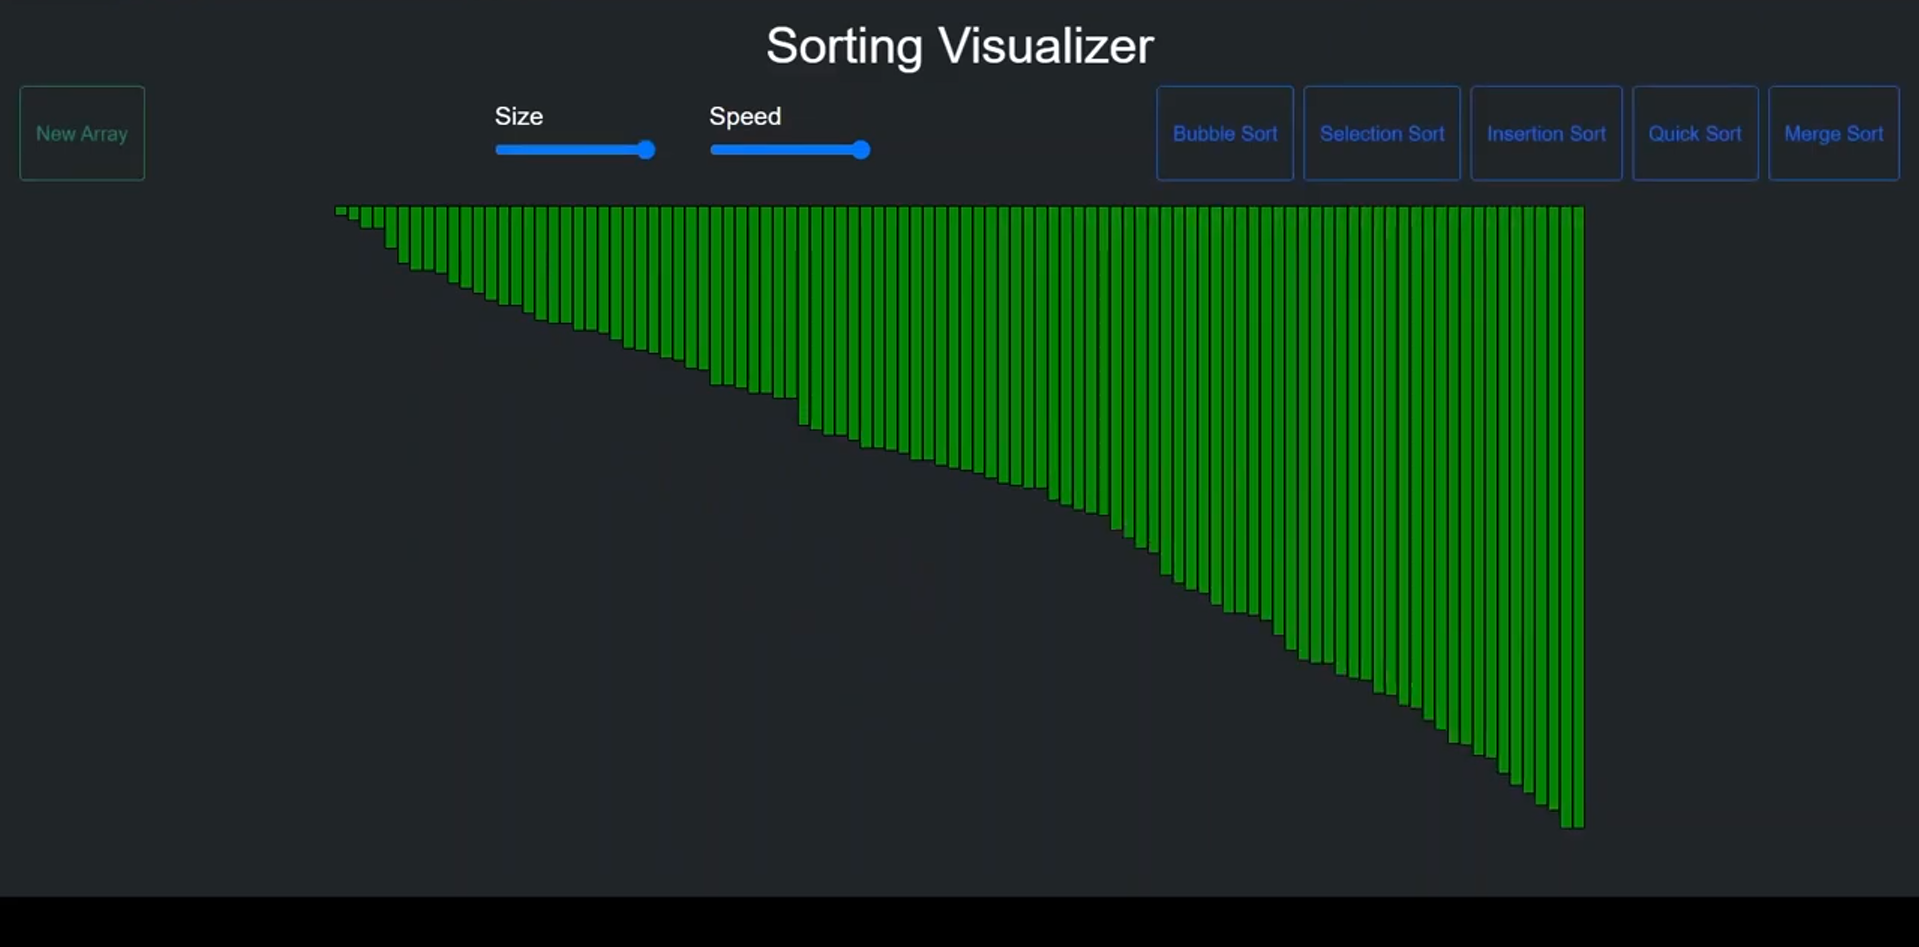 Sorting Visualizer
New Array
Size
Speed
Bubble Sort
Selection Sort
Insertion Sort
Quick Sort
Merge Sort